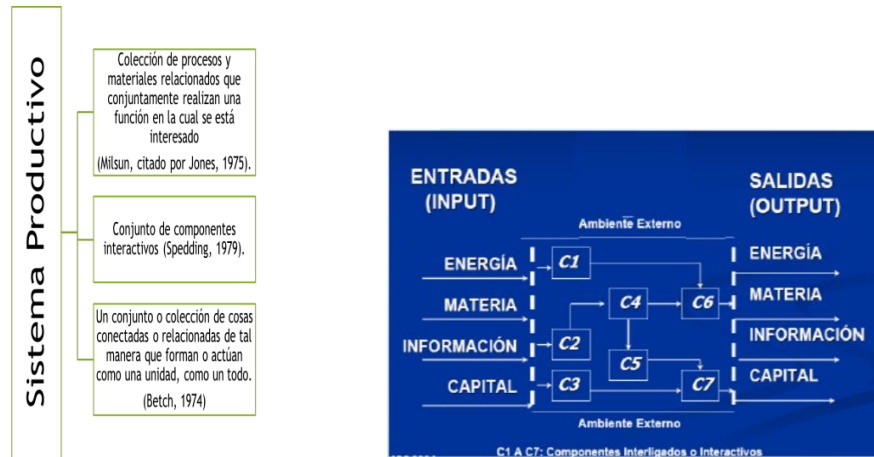 Sistema Productivo
Colección de procesos y
materiales relacionados que
conjuntamente realizan una
función en la cual se está
interesado
(Milsun, citado por Jones, 1975).
Conjunto de componentes
interactivos (Spedding, 1979).
Un conjunto o colección de cosas
conectadas o relacionadas de tal
manera que forman o actúan
como una unidad, como un todo.
(Betch, 1974)
ENTRADAS
(INPUT)
SALIDAS
(OUTPUT)
Ambiente Externo
ENERGÍA
MATERIA
INFORMACIÓN
CAPITAL
C1
C2
C3
C4
C5
C6
C7
ENERGÍA
MATERIA
INFORMACIÓN
CAPITAL
Ambiente Externo
C1 A C7: Componentes Interligados o Interactivos